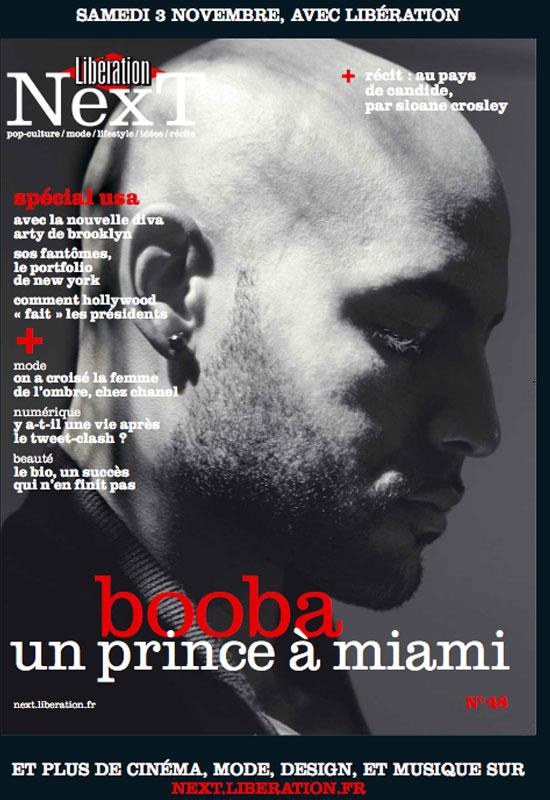 SAMEDI 3 NOVEMBRE, AVEC LIBÉRATION
Libération
NexT
pop-culture / mode / lifestyle / idées / récits
+ récit : au pays
de candide,
par sloane crosley
spécial usa
avec la nouvelle diva
arty de brooklyn
sos fantômes,
le portfolio
de new york
comment hollywood
« fait » les présidents
+
mode
on a croisé la femme
de l'ombre, chez chanel
numérique
y a-t-il une vie après
le tweet-clash ?
beauté
le bio, un succès
qui n'en finit pas
booba
un prince à miami
next.liberation.fr
N°48
ET PLUS DE CINÉMA, MODE, DESIGN, ET MUSIQUE SUR
NEXT.LIBERATION.FR